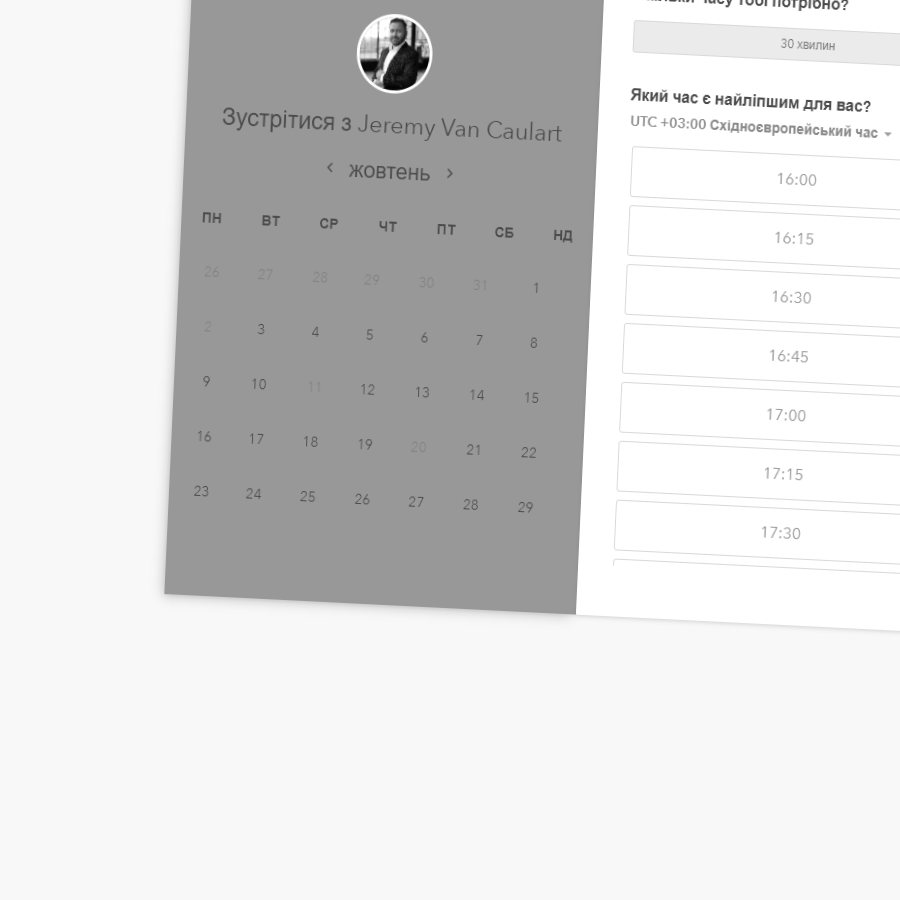 Зустрітися з Jeremy Van Caulart
жовтень
ПН ВТ СР ЧТ ПТ СБ НД
26 27 28 29 30 31 1
2 3 4 5 6 7 8
9 10 11 12 13 14 15
16 17 18 19 20 21 22
23 24 25 26 27 28 29
часу тобі потрібно?
30 хвилин
Який час є найліпшим для вас?
UTC +03:00 Східноєвропейський час
16:00
16:15
16:30
16:45
17:00
17:15
17:30